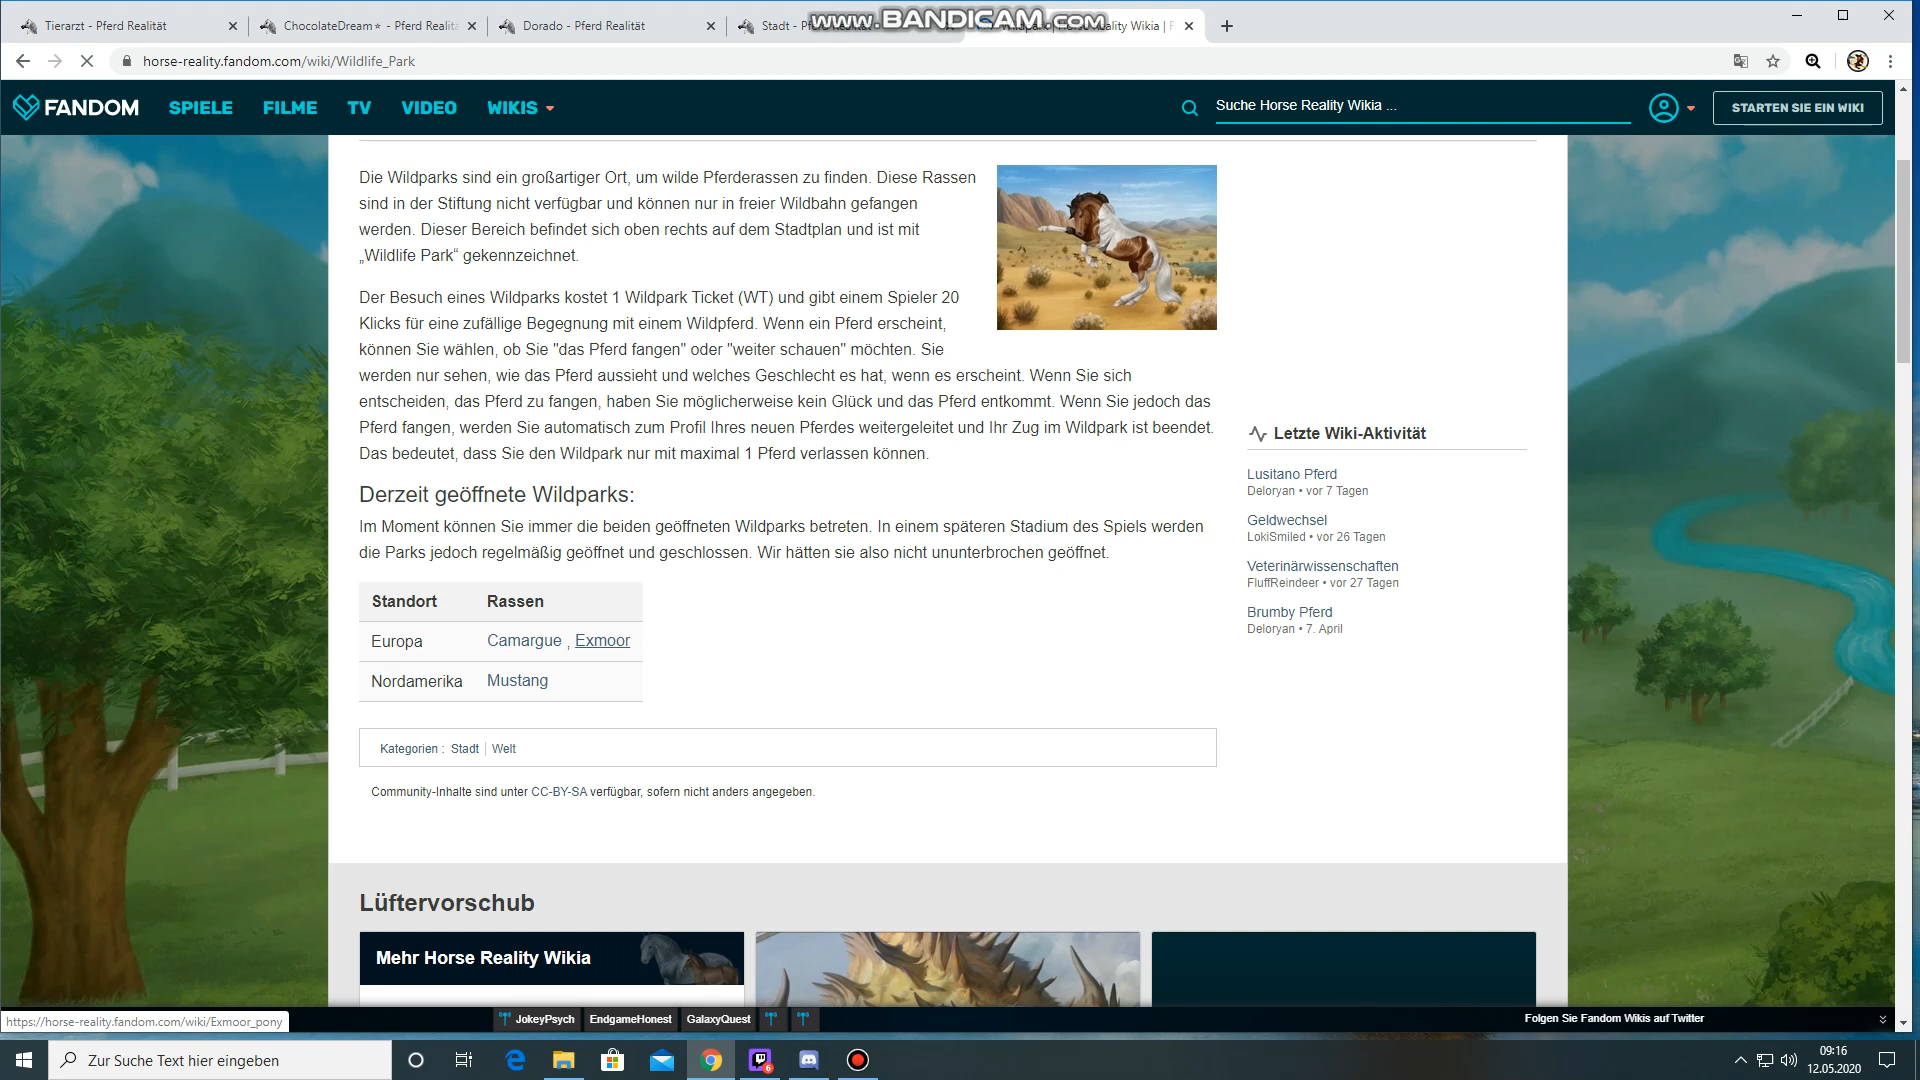 Tierarzt - Pferd Realität
ChocolateDream☆ - Pferd Realitä
Dorado - Pferd Realität
Stadt - Pferd Realität
www.BANDICAM.com
Wildpark | Horse Reality Wikia | F
horse-reality.fandom.com/wiki/Wildlife_Park
FANDOM
SPIELE
FILME
TV
VIDEO
WIKIS
Suche Horse Reality Wikia ...
STARTEN SIE EIN WIKI
Die Wildparks sind ein großartiger Ort, um wilde Pferderassen zu finden. Diese Rassen
sind in der Stiftung nicht verfügbar und können nur in freier Wildbahn gefangen
werden. Dieser Bereich befindet sich oben rechts auf dem Stadtplan und ist mit
„Wildlife Park“ gekennzeichnet.
Der Besuch eines Wildparks kostet 1 Wildpark Ticket (WT) und gibt einem Spieler 20
Klicks für eine zufällige Begegnung mit einem Wildpferd. Wenn ein Pferd erscheint,
können Sie wählen, ob Sie "das Pferd fangen" oder "weiter schauen" möchten. Sie
werden nur sehen, wie das Pferd aussieht und welches Geschlecht es hat, wenn es erscheint. Wenn Sie sich
entscheiden, das Pferd zu fangen, haben Sie möglicherweise kein Glück und das Pferd entkommt. Wenn Sie jedoch das
Pferd fangen, werden Sie automatisch zum Profil Ihres neuen Pferdes weitergeleitet und Ihr Zug im Wildpark ist beendet.
Das bedeutet, dass Sie den Wildpark nur mit maximal 1 Pferd verlassen können.
Derzeit geöffnete Wildparks:
Im Moment können Sie immer die beiden geöffneten Wildparks betreten. In einem späteren Stadium des Spiels werden
die Parks jedoch regelmäßig geöffnet und geschlossen. Wir hätten sie also nicht ununterbrochen geöffnet.
Standort Rassen
Europa Camargue , Exmoor
Nordamerika Mustang
Kategorien : Stadt | Welt
Community-Inhalte sind unter CC-BY-SA verfügbar, sofern nicht anders angegeben.
Letzte Wiki-Aktivität
Lusitano Pferd
Deloryan • vor 7 Tagen
Geldwechsel
LokiSmiled • vor 26 Tagen
Veterinärwissenschaften
FluffReindeer • vor 27 Tagen
Brumby Pferd
Deloryan • 7. April
Lüftervorschub
Mehr Horse Reality Wikia
https://horse-reality.fandom.com/wiki/Exmoor_pony
JokeyPsych
EndgameHonest
GalaxyQuest
Folgen Sie Fandom Wikis auf Twitter
Zur Suche Text hier eingeben
6
09:16
12.05.2020